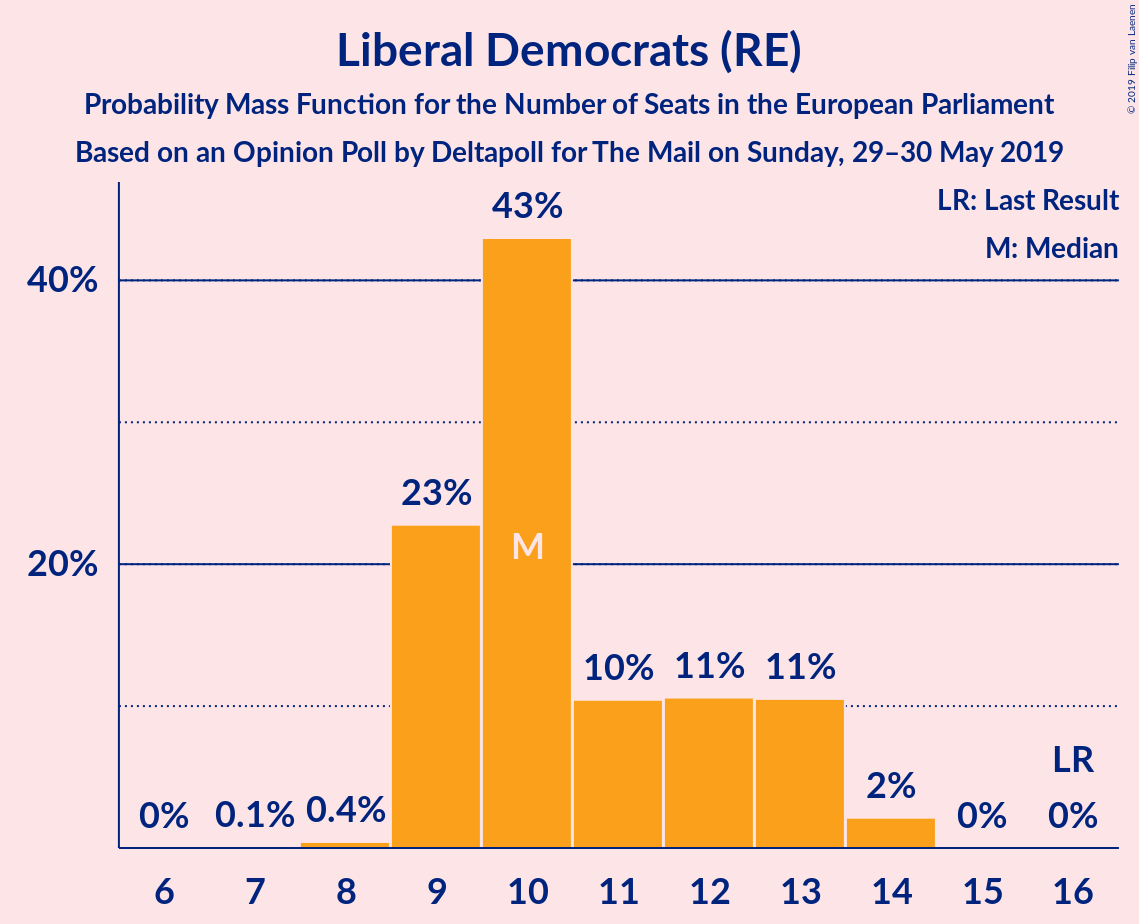 Liberal Democrats (RE)
Probability Mass Function for the Number of Seats in the European Parliament
Based on an Opinion Poll by Deltapoll for The Mail on Sunday, 29–30 May 2019
© 2019 Filip van Laenen
LR: Last Result
M: Median
40%
20%
0%
0.1%
0.4%
23%
43%
M
10%
11%
11%
2%
0%
LR
0%
6 7 8 9 10 11 12 13 14 15 16